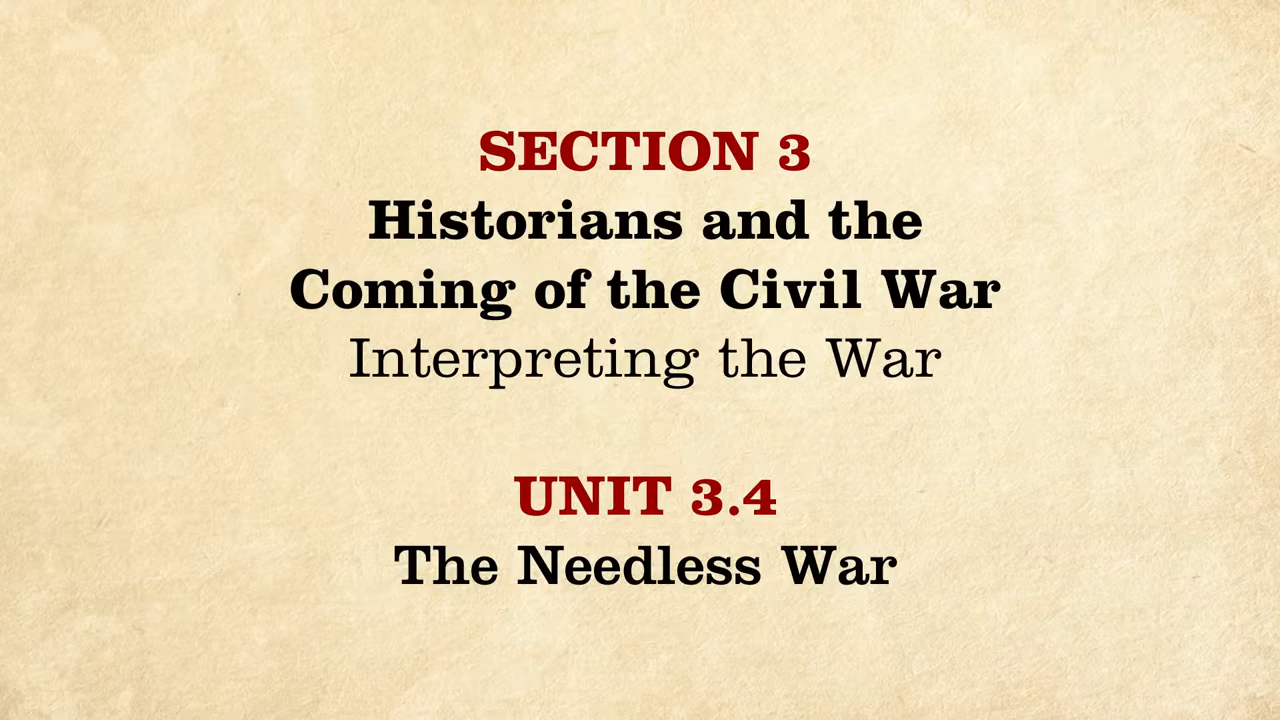 SECTION 3
Historians and the
Coming of the Civil War
Interpreting the War
UNIT 3.4
The Needless War